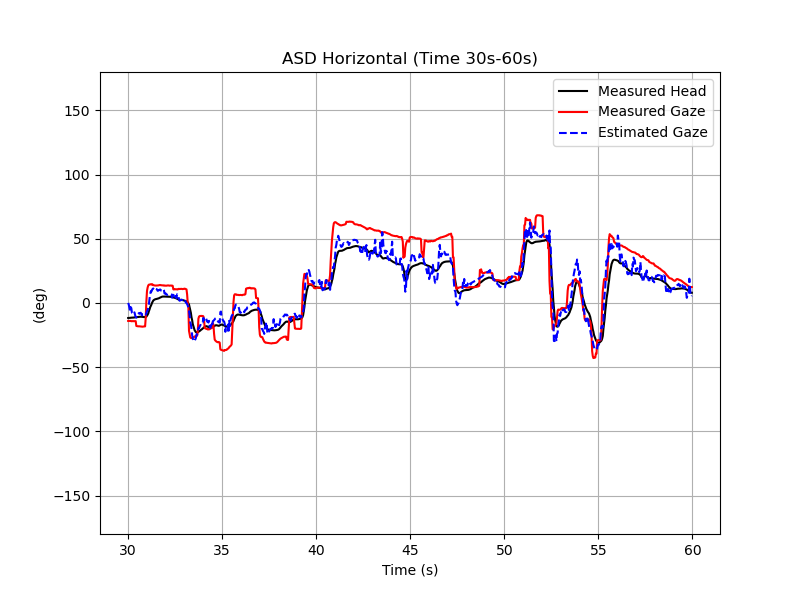 ASD Horizontal (Time 30s-60s)
Measured Head
Measured Gaze
Estimated Gaze
150
100
50
0
−50
−100
−150
(deg)
30 35 40 45 50 55 60
Time (s)